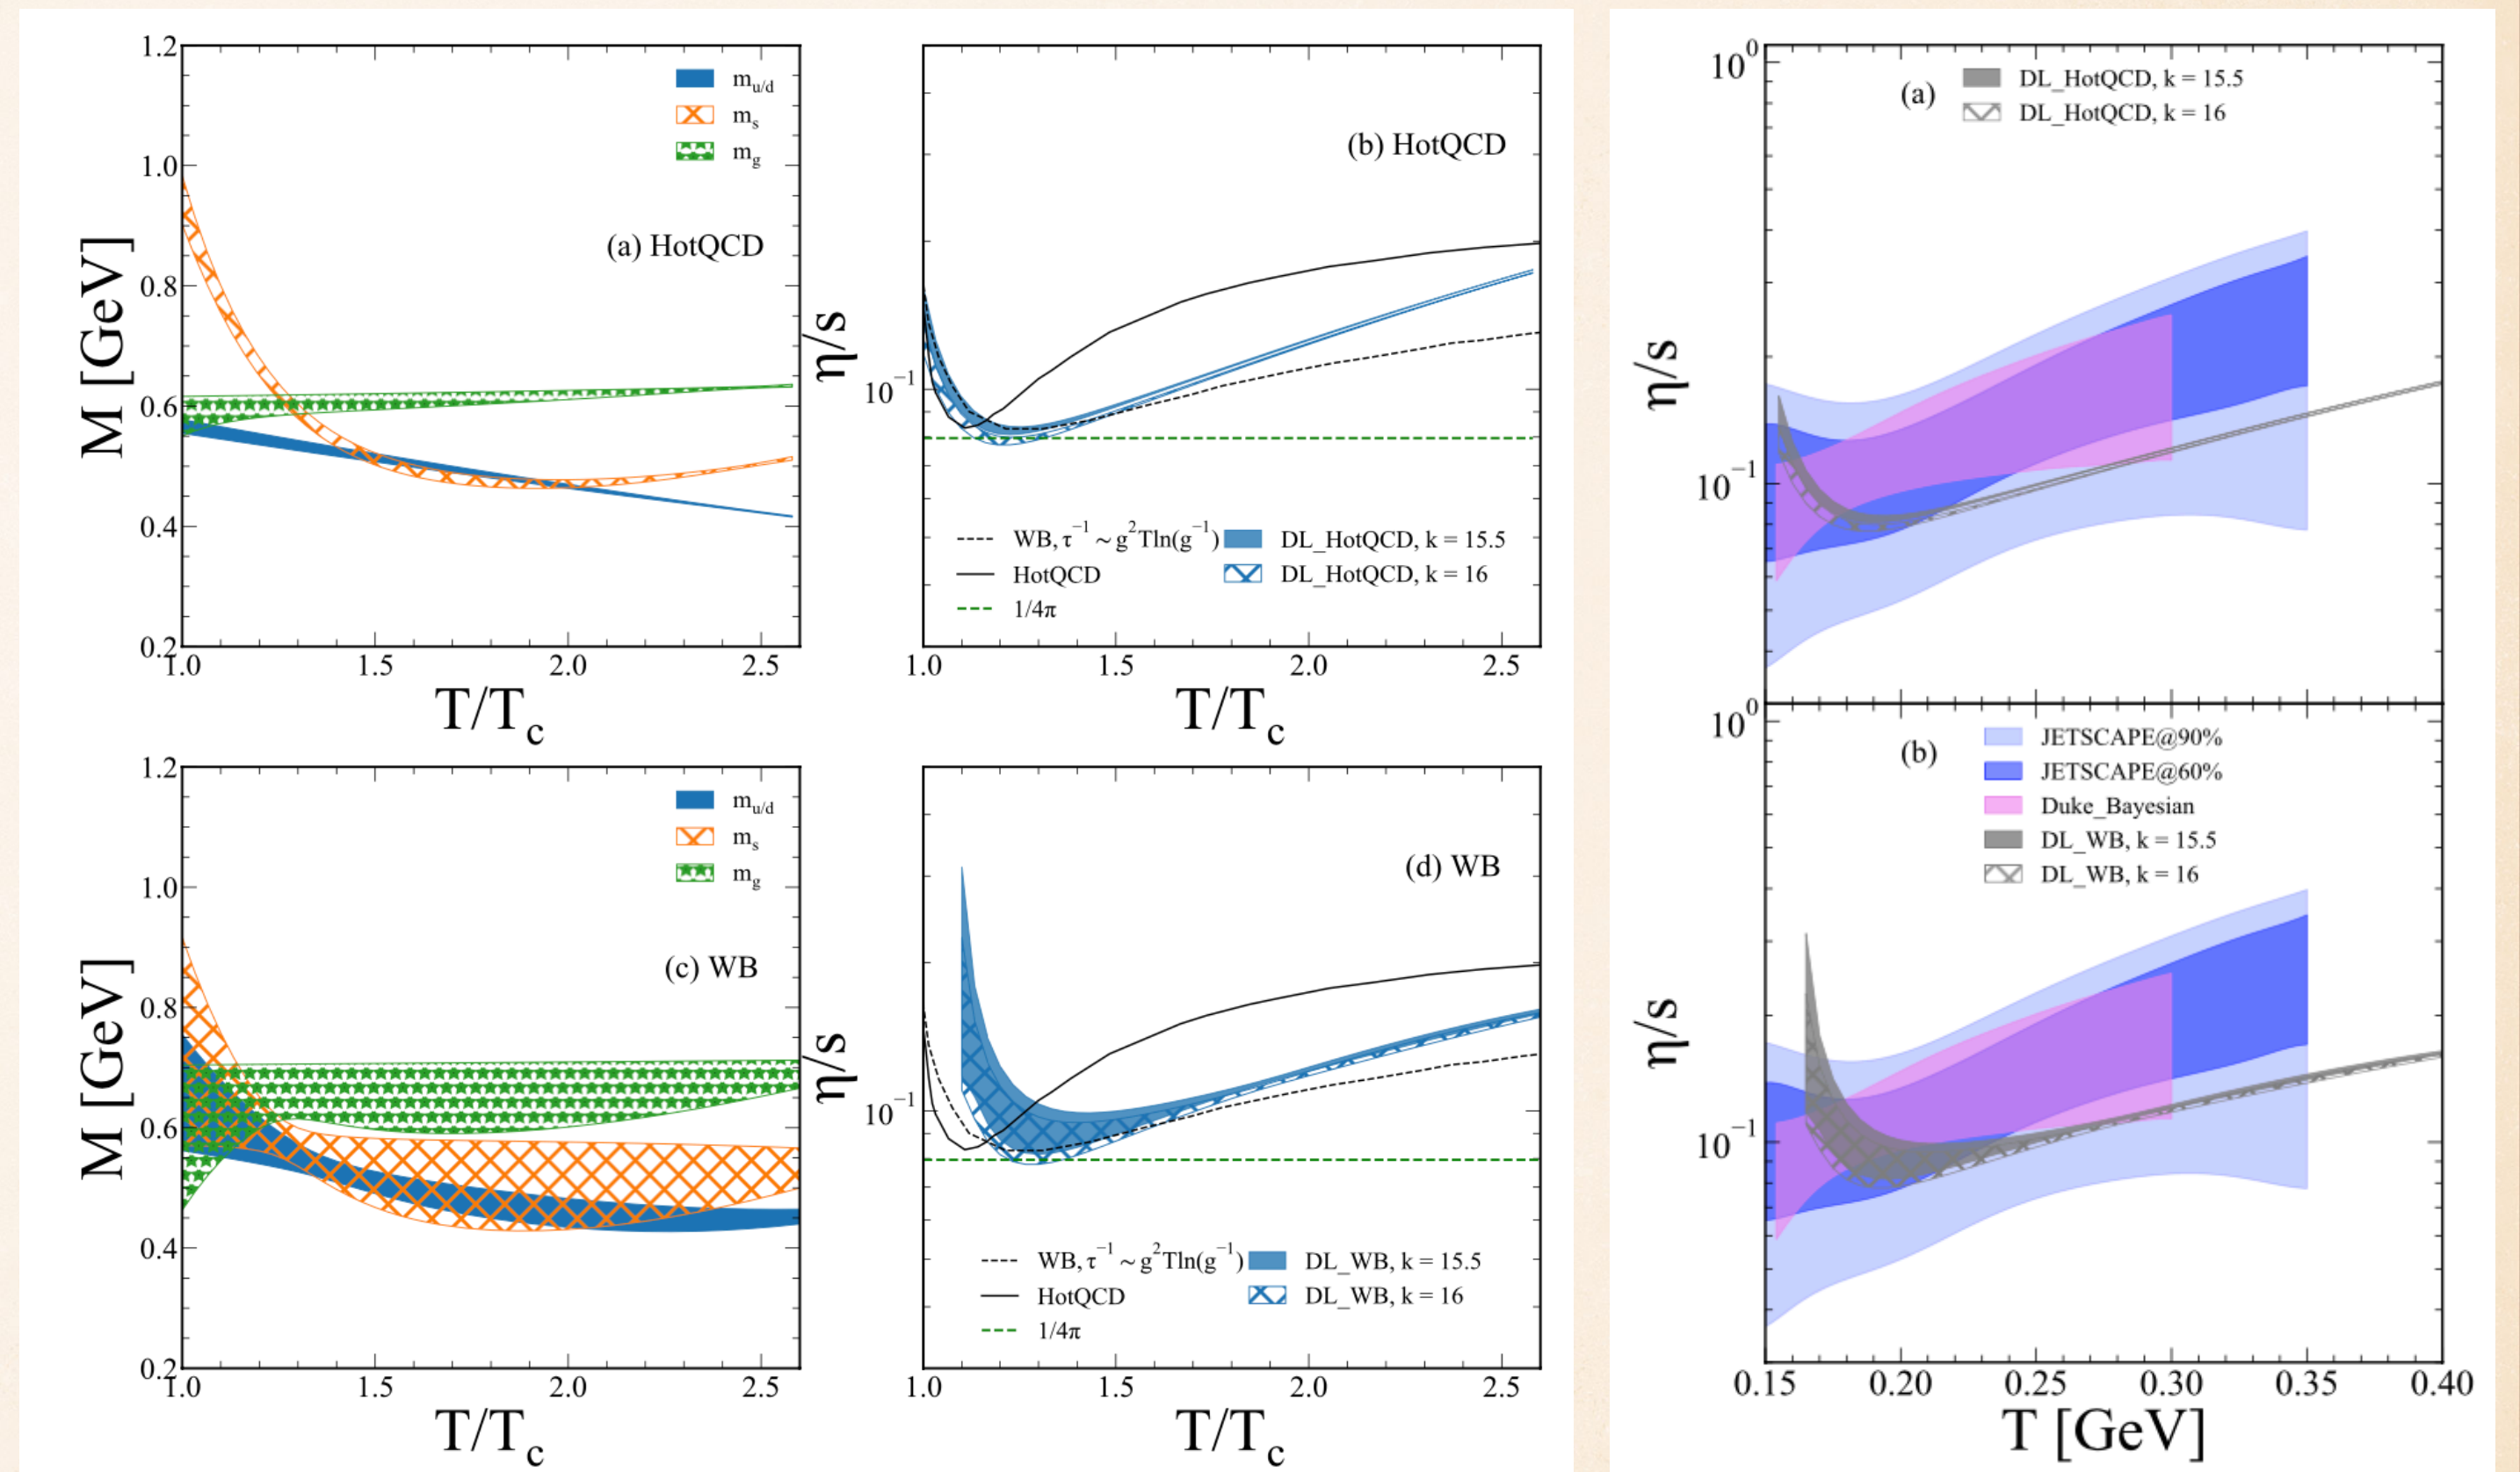 1.2
1.0
0.8
0.6
0.4
0.2
M [GeV]
m_{u/d}
m_s
m_g
(a) HotQCD
1.0 1.5 2.0 2.5
T/T_c
η/s
10^{-1}
(b) HotQCD
WB, τ^{-1} ~ g^2Tln(g^{-1})
HotQCD
1/4π
DL_HotQCD, k = 15.5
DL_HotQCD, k = 16
1.0 1.5 2.0 2.5
T/T_c
1.2
1.0
0.8
0.6
0.4
0.2
M [GeV]
m_{u/d}
m_s
m_g
(c) WB
1.0 1.5 2.0 2.5
T/T_c
η/s
10^{-1}
(d) WB
WB, τ^{-1} ~ g^2Tln(g^{-1})
HotQCD
1/4π
DL_WB, k = 15.5
DL_WB, k = 16
1.0 1.5 2.0 2.5
T/T_c
10^0
10^{-1}
η/s
(a)
DL_HotQCD, k = 15.5
DL_HotQCD, k = 16
10^0
10^{-1}
η/s
(b)
JETSCAPE@90%
JETSCAPE@60%
Duke_Bayesian
DL_WB, k = 15.5
DL_WB, k = 16
0.15 0.20 0.25 0.30 0.35 0.40
T [GeV]